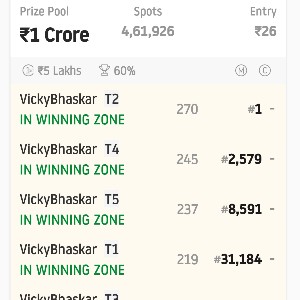 Prize Pool Spots Entry
₹1 Crore 4,61,926 ₹26
₹5 Lakhs 60% M C
VickyBhaskar T2
270 #1 -
IN WINNING ZONE
VickyBhaskar T4
245 #2,579 -
IN WINNING ZONE
VickyBhaskar T5
237 #8,591 -
IN WINNING ZONE
VickyBhaskar T1
219 #31,184 -
IN WINNING ZONE
VickyBhaskar T3